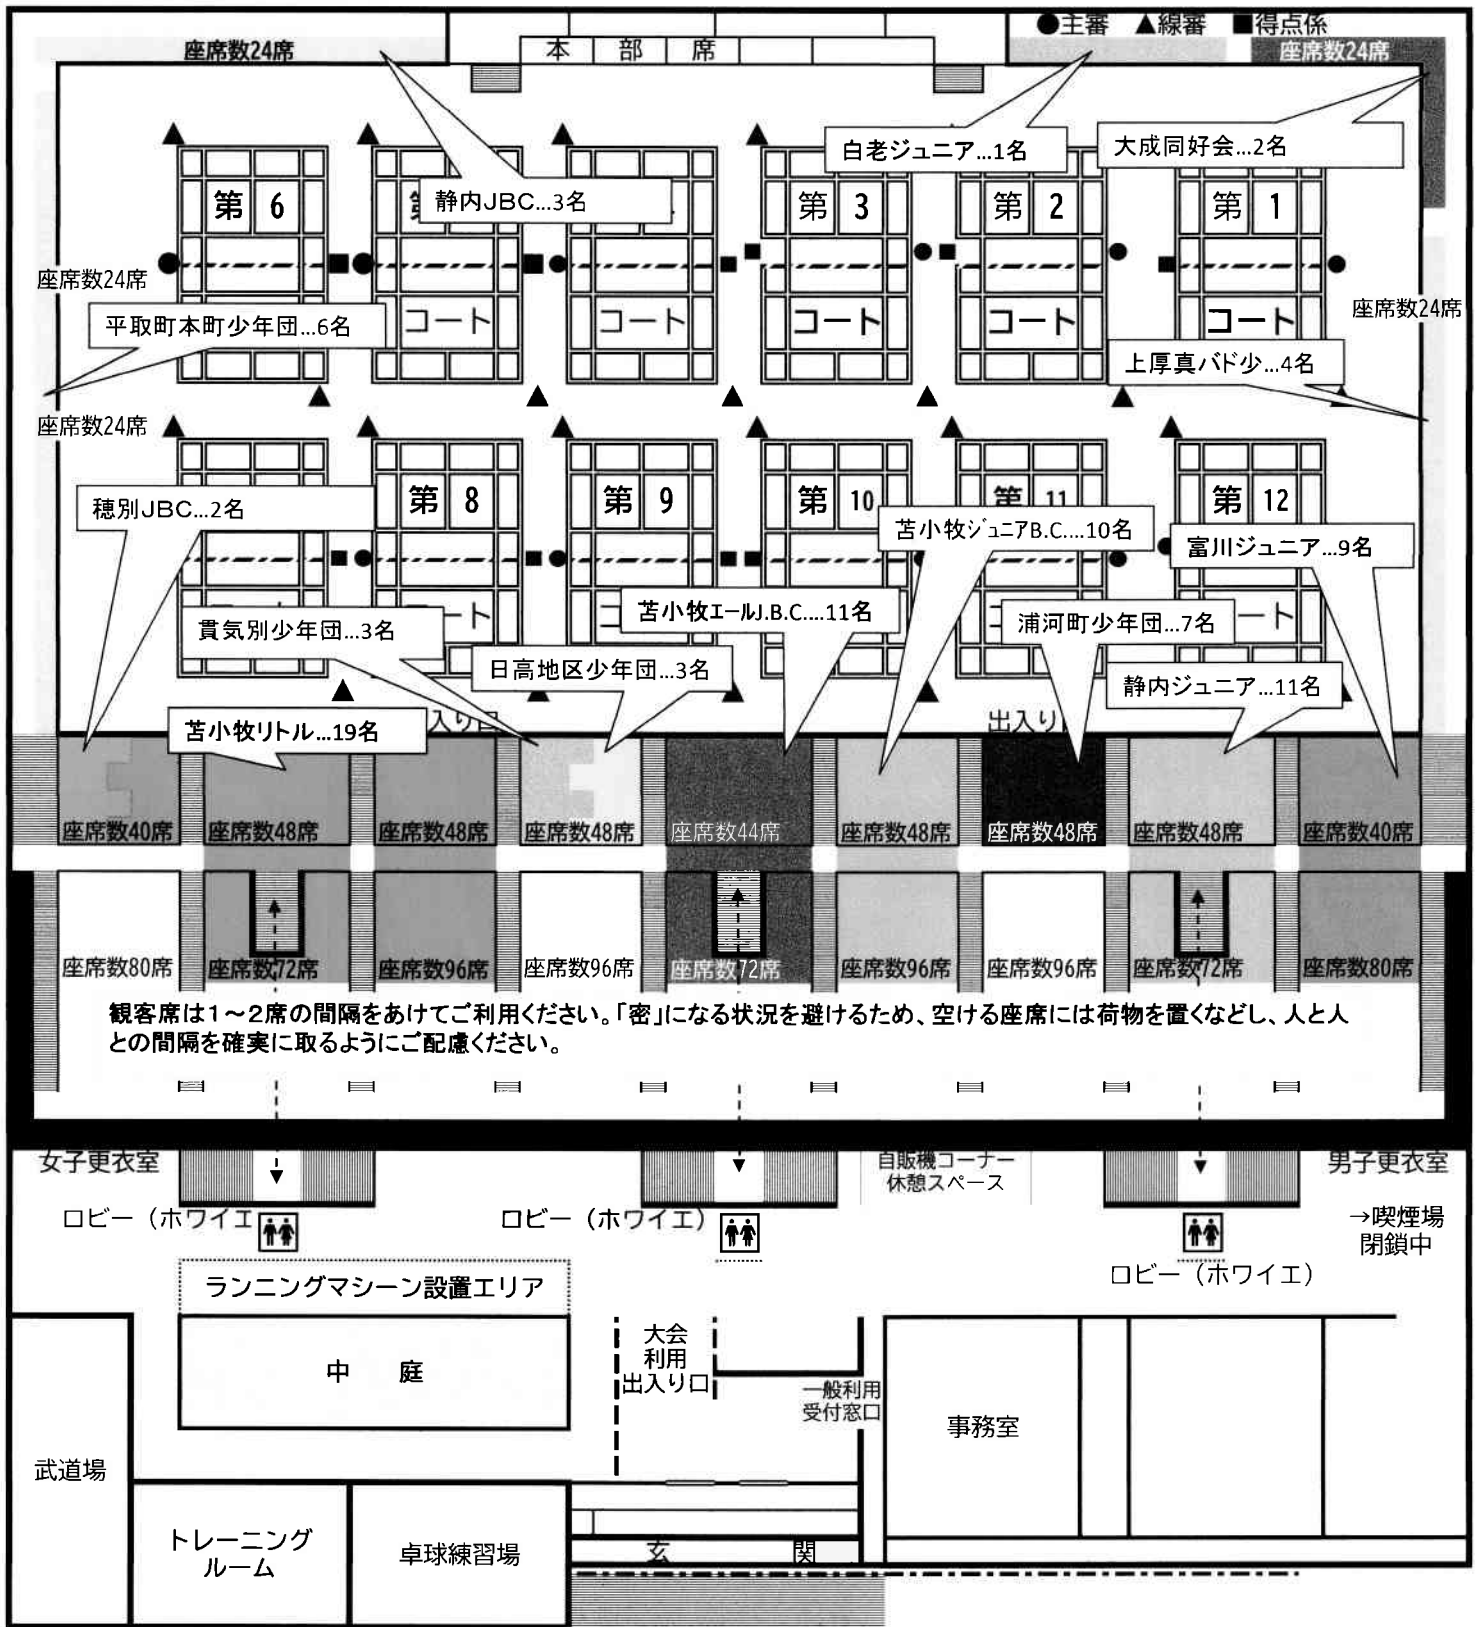 ●主審 ▲線審 ■得点係
座席数24席
本部席
座席数24席
白老ジュニア…1名
大成同好会…2名
静内JBC…3名
第6
第3
第2
第1
座席数24席
座席数24席
平取町本町少年団…6名
コート
コート
コート
コート
コート
上厚真バド少…4名
座席数24席
穂別JBC…2名
第8
第9
第10
第11
第12
苫小牧ジュニアB.C.…10名
富川ジュニア…9名
苫小牧エールJ.B.C.…11名
貫気別少年団…3名
浦河町少年団…7名
日高地区少年団…3名
静内ジュニア…11名
苫小牧リトル…19名
入り口
出入り
座席数40席
座席数48席
座席数48席
座席数48席
座席数44席
座席数48席
座席数48席
座席数48席
座席数40席
座席数80席
座席数72席
座席数96席
座席数96席
座席数72席
座席数96席
座席数96席
座席数72席
座席数80席
観客席は1～2席の間隔をあけてご利用ください。「密」になる状況を避けるため、空ける座席には荷物を置くなどし、人と人
との間隔を確実に取るようにご配慮ください。
女子更衣室
自販機コーナー
休憩スペース
男子更衣室
ロビー（ホワイエ
ロビー（ホワイエ）
ロビー（ホワイエ）
→喫煙場
閉鎖中
ランニングマシーン設置エリア
中庭
大会
利用
出入り口
一般利用
受付窓口
事務室
武道場
トレーニング
ルーム
卓球練習場
玄関